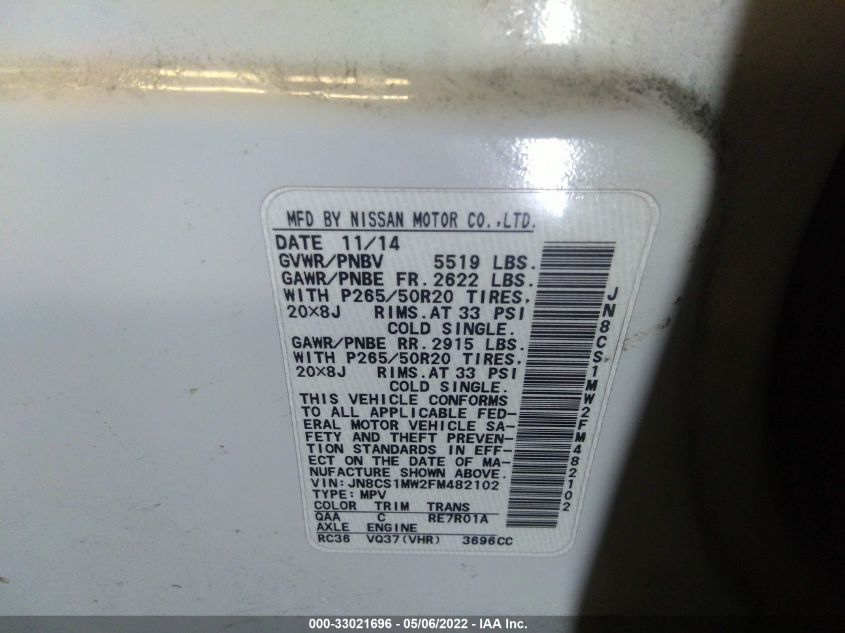 MFD BY NISSAN MOTOR CO.,LTD.
DATE 11/14
GVWR/PNBV 5519 LBS.
GAWR/PNBE FR. 2622 LBS.
WITH P265/50R20 TIRES,
20×8J RIMS. AT 33 PSI
COLD SINGLE.
GAWR/PNBE RR. 2915 LBS.
WITH P265/50R20 TIRES,
20×8J RIMS. AT 33 PSI
COLD SINGLE.
THIS VEHICLE CONFORMS
TO ALL APPLICABLE FED-
ERAL MOTOR VEHICLE SA-
FETY AND THEFT PREVEN-
TION STANDARDS IN EFF-
ECT ON THE DATE OF MA-
NUFACTURE SHOWN ABOVE.
VIN:JN8CS1MW2FM482102
TYPE:MPV
COLOR TRIM TRANS
QAA C RE7R01A
AXLE ENGINE
RC36 VQ37(VHR) 3696CC
JN8CS1MW2FM482102
000-33021696 - 05/06/2022 - IAA Inc.